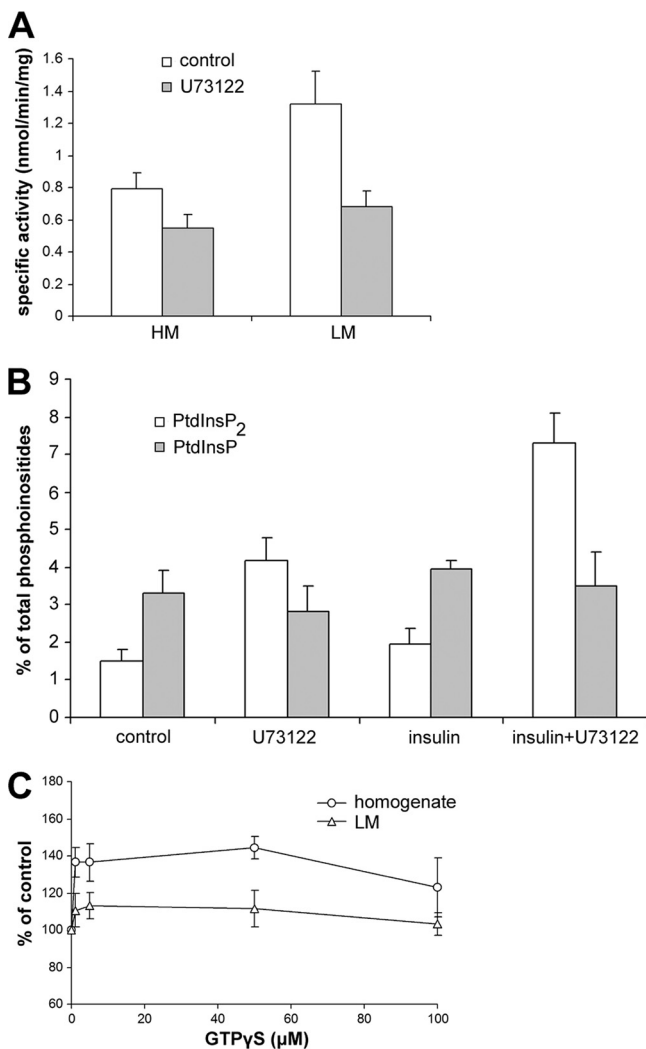 A
specific activity (nmol/min/mg)
1.6
1.4
1.2
1
0.8
0.6
0.4
0.2
0
control
U73122
HM LM
B
% of total phosphoinositides
9
8
7
6
5
4
3
2
1
0
PtdInsP2
PtdInsP
control U73122 insulin insulin+U73122
C
% of control
180
160
140
120
100
80
60
homogenate
LM
0 20 40 60 80 100
GTPγS (µM)